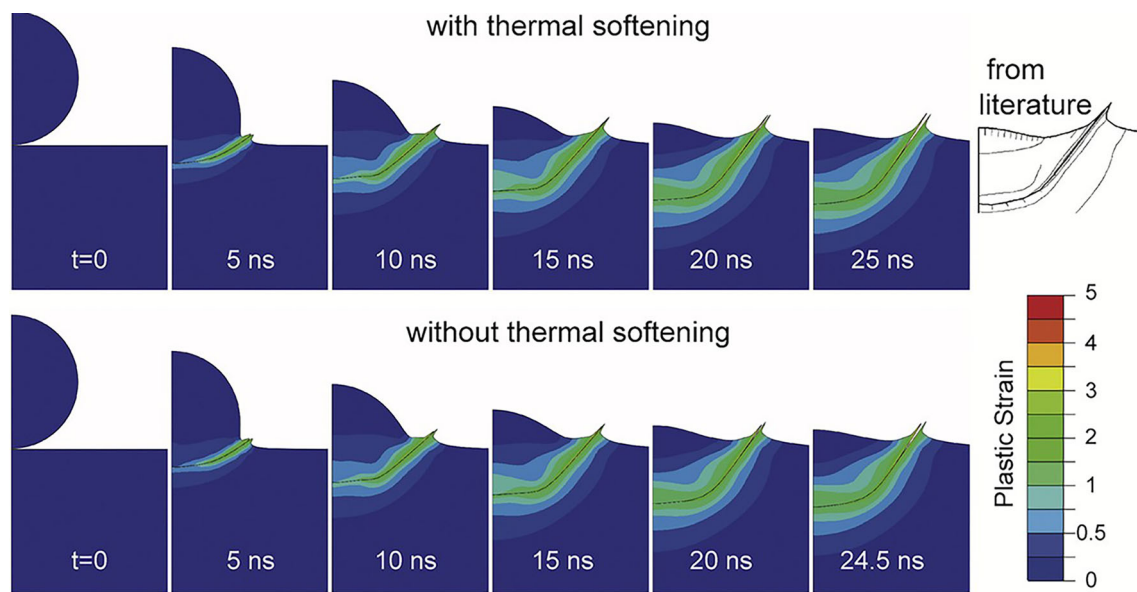 with thermal softening
from
literature
t=0
5 ns
10 ns
15 ns
20 ns
25 ns
without thermal softening
t=0
5 ns
10 ns
15 ns
20 ns
24.5 ns
Plastic Strain
5
4
3
2
1
0.5
0